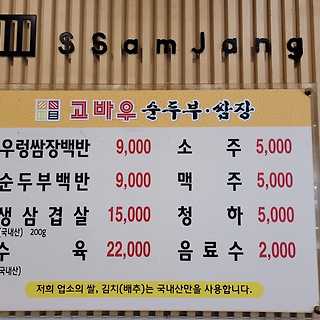 SSamJang
고바우 순두부·쌈장
우렁쌈장백반 9,000 소 주 5,000
순두부백반 9,000 맥 주 5,000
생삼겹살 15,000 청 하 5,000
(국내산) 200g
수 육 22,000 음료수 2,000
(국내산)
저희 업소의 쌀, 김치(배추)는 국내산만을 사용합니다.